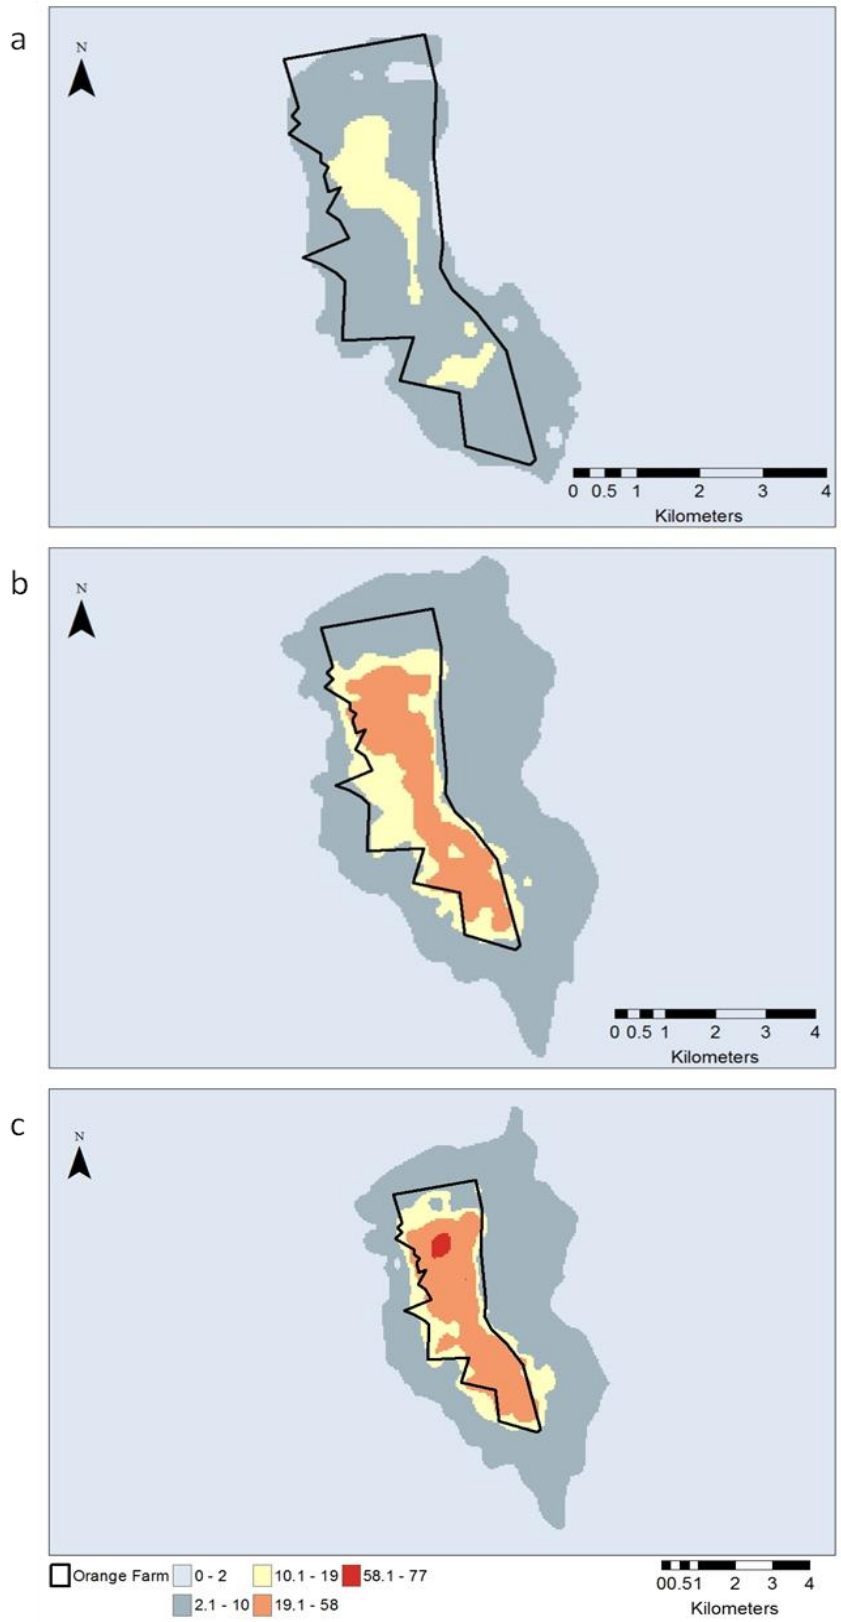 a
N
0 0.5 1 2 3 4
Kilometers
b
N
0 0.5 1 2 3 4
Kilometers
c
N
Orange Farm 0 - 2 10.1 - 19 58.1 - 77
2.1 - 10 19.1 - 58
00.51 2 3 4
Kilometers